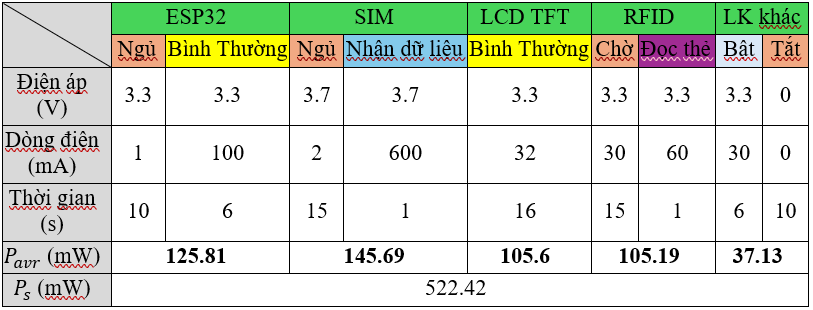 ESP32 SIM LCD TFT RFID LK khác
Ngủ Bình Thường Ngủ Nhận dữ liệu Bình Thường Chờ Đoc thẻ Bật Tắt
Điện áp
(V) 3.3 3.3 3.7 3.7 3.3 3.3 3.3 3.3 0
Dòng điện
(mA) 1 100 2 600 32 30 60 30 0
Thời gian
(s) 10 6 15 1 16 15 1 6 10
P_avr (mW) 125.81 145.69 105.6 105.19 37.13
P_s (mW) 522.42